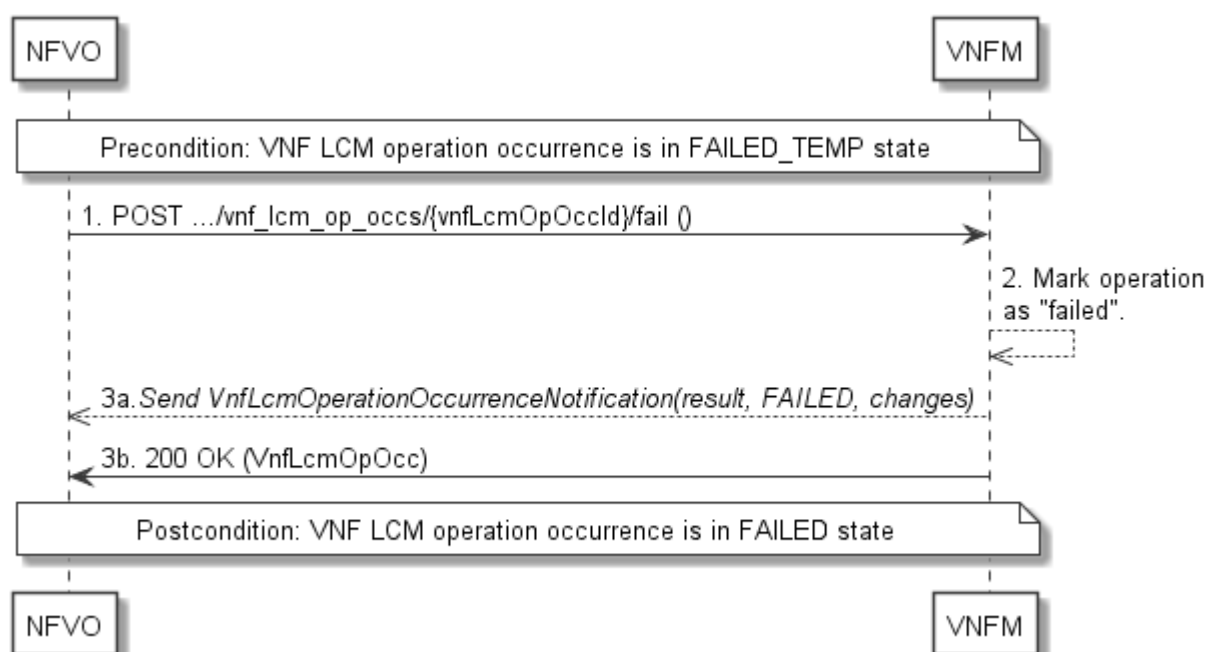 NFVO
VNFM
Precondition: VNF LCM operation occurrence is in FAILED_TEMP state
1. POST .../vnf_lcm_op_occs/{vnfLcmOpOccId}/fail ()
2. Mark operation
as "failed".
3a.Send VnfLcmOperationOccurrenceNotification(result, FAILED, changes)
3b. 200 OK (VnfLcmOpOcc)
Postcondition: VNF LCM operation occurrence is in FAILED state
NFVO
VNFM